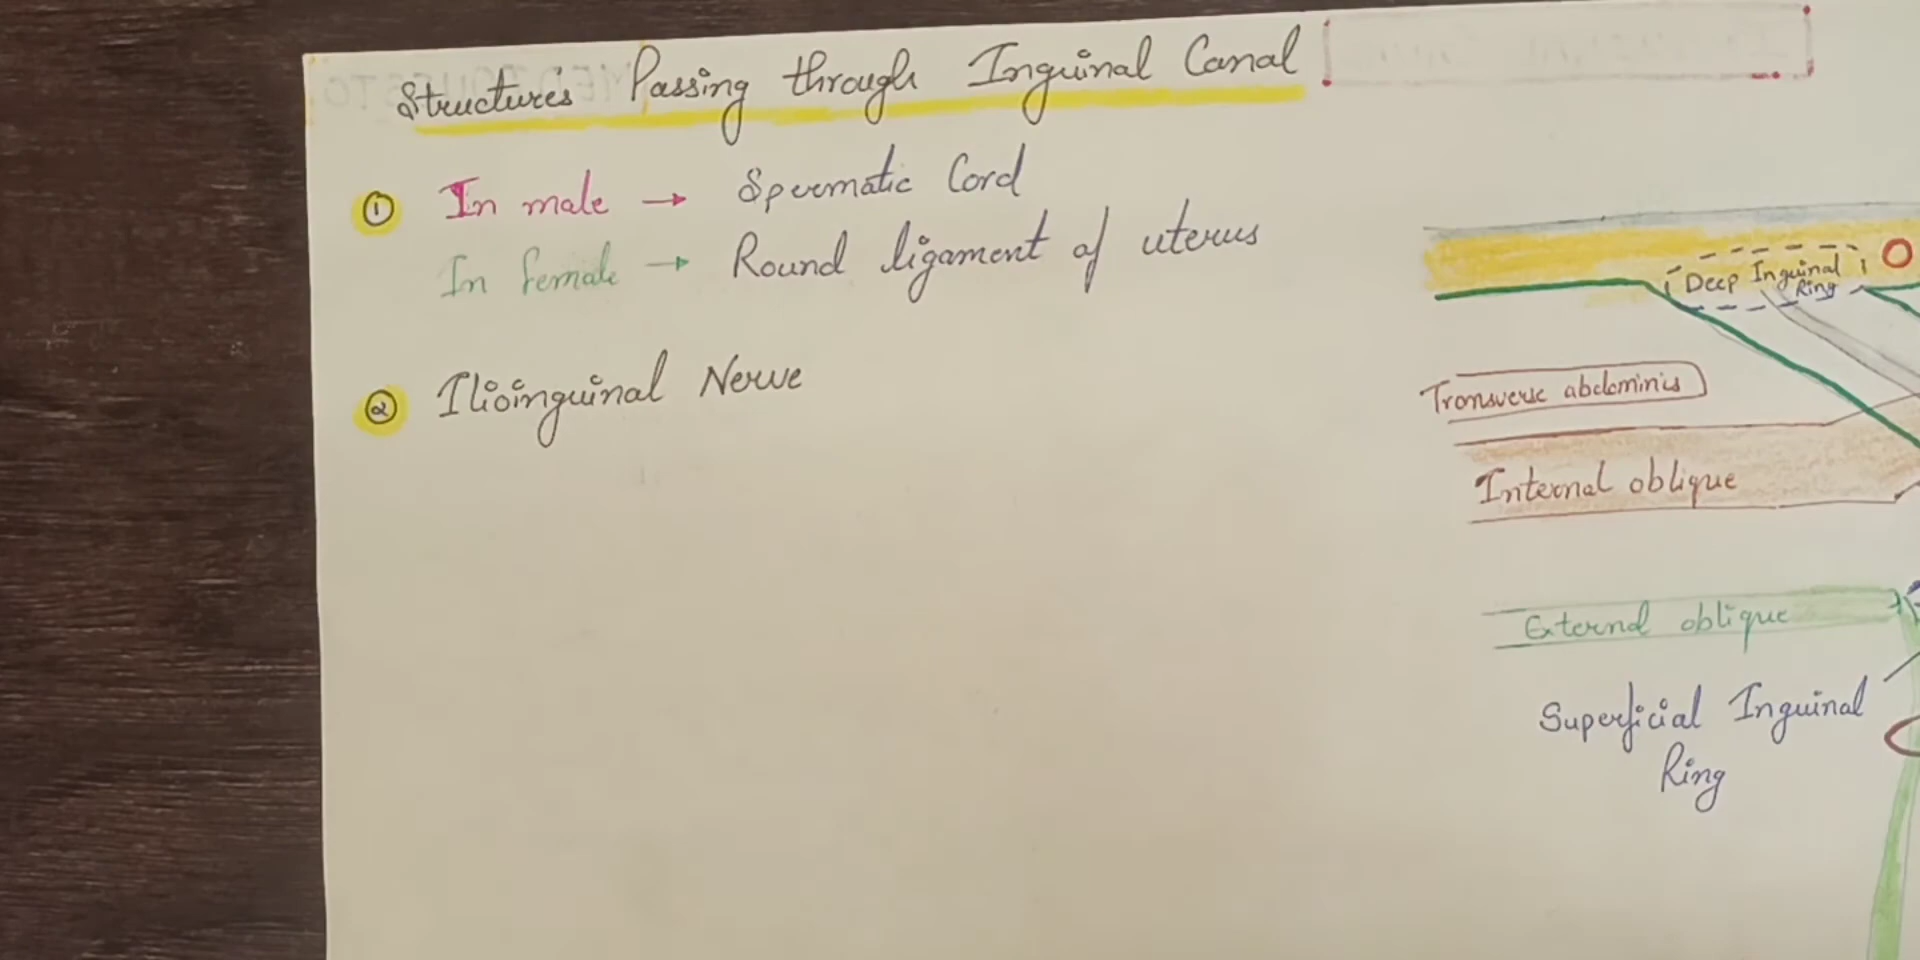 Structures Passing through Inguinal Canal
① In male → Spermatic Cord
In female → Round ligament of uterus
② Ilioinguinal Nerve
Deep Inguinal
Ring
Transverse abdominis
Internal oblique
External oblique
Superficial Inguinal
Ring